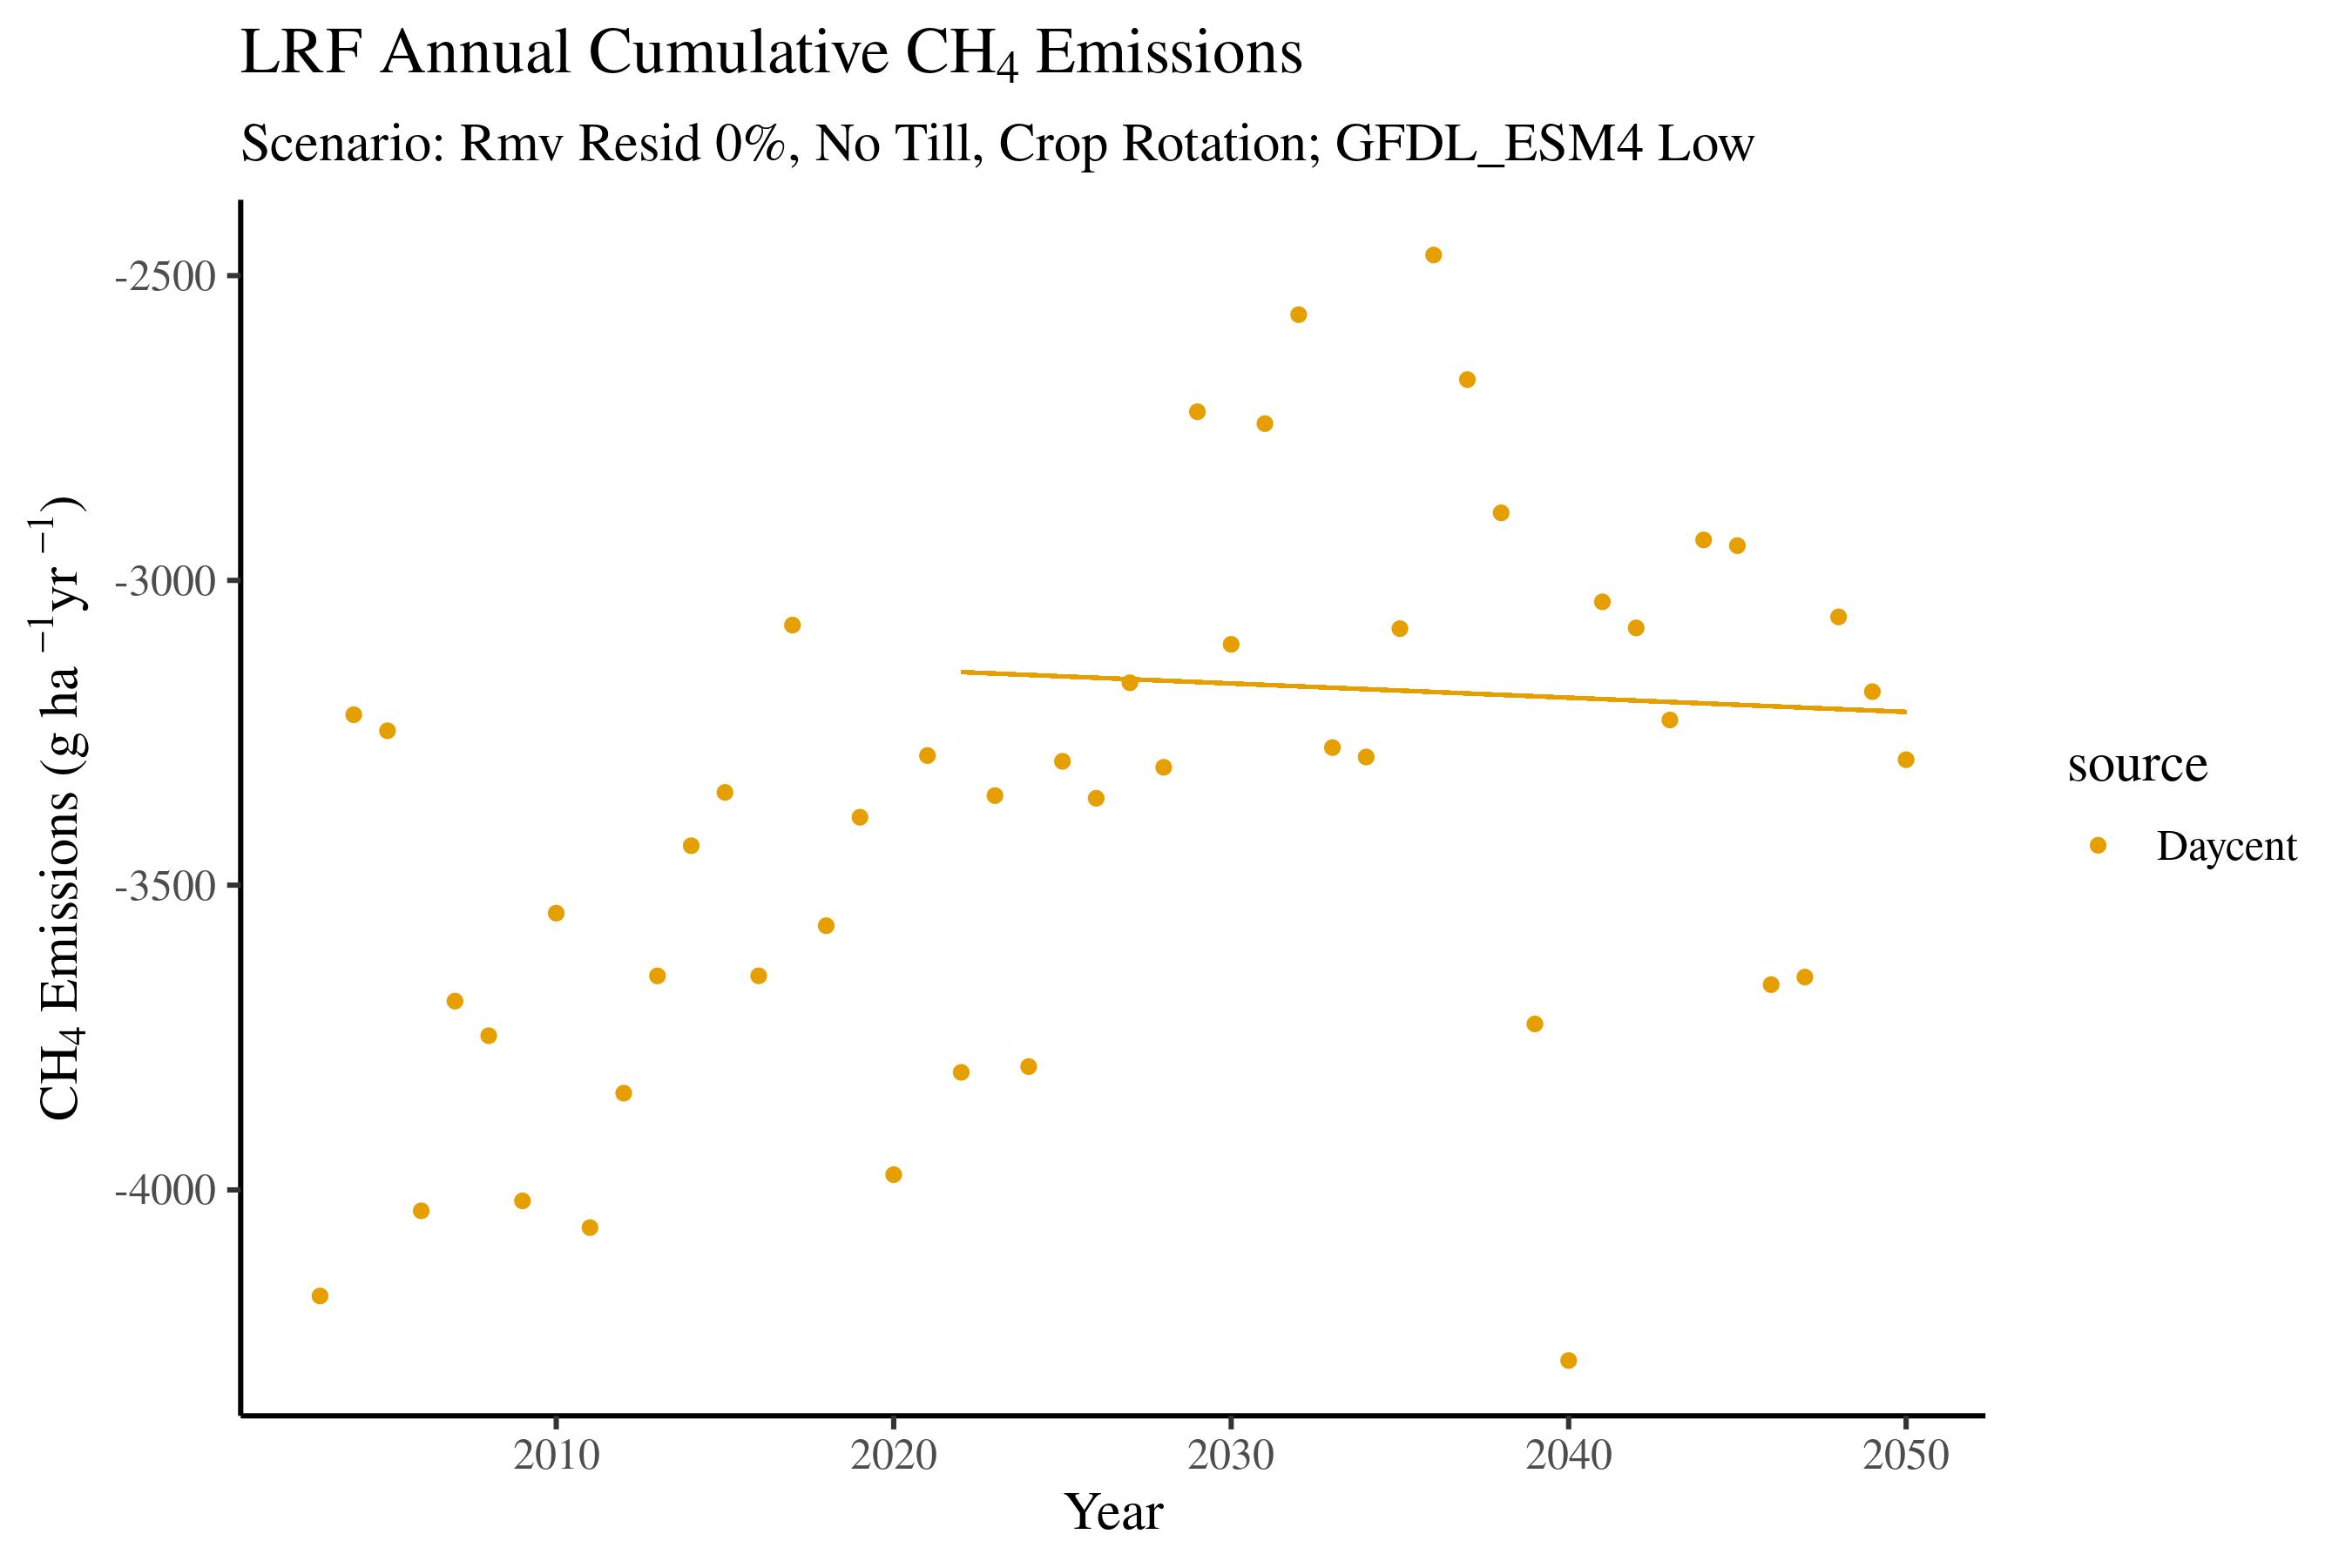 LRF Annual Cumulative CH₄ Emissions
Scenario: Rmv Resid 0%, No Till, Crop Rotation; GFDL_ESM4 Low
CH₄ Emissions (g ha ⁻¹yr ⁻¹)
-2500
-3000
-3500
-4000
2010 2020 2030 2040 2050
Year
source
Daycent